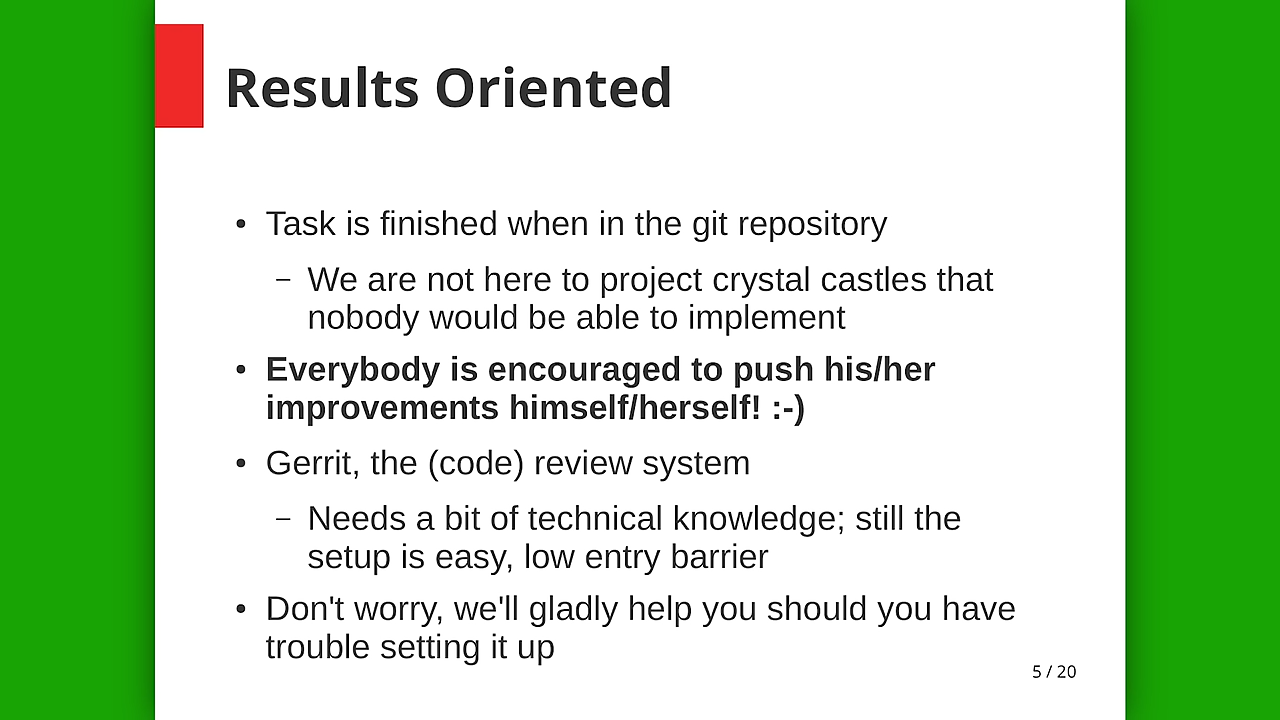 Results Oriented
• Task is finished when in the git repository
– We are not here to project crystal castles that
nobody would be able to implement
• Everybody is encouraged to push his/her
improvements himself/herself! :-)
• Gerrit, the (code) review system
– Needs a bit of technical knowledge; still the
setup is easy, low entry barrier
• Don't worry, we'll gladly help you should you have
trouble setting it up
5 / 20